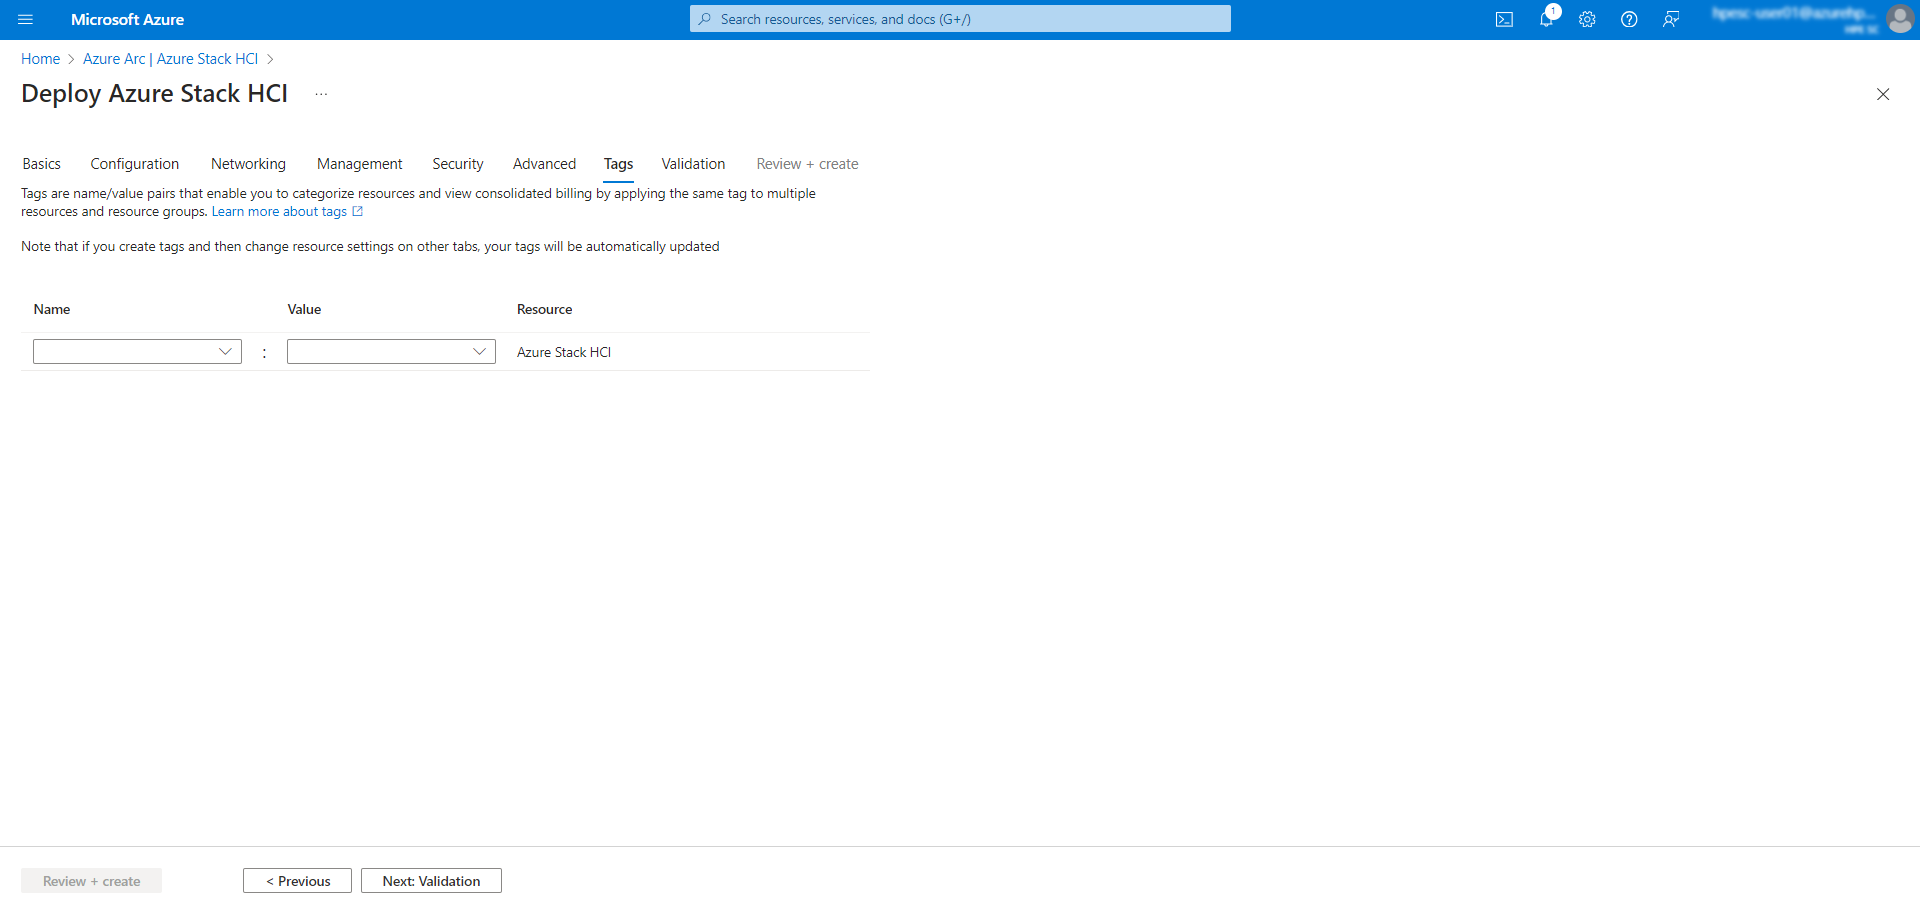 Microsoft Azure
Search resources, services, and docs (G+/)
1
Home > Azure Arc | Azure Stack HCI >
Deploy Azure Stack HCI ...
Basics Configuration Networking Management Security Advanced Tags Validation Review + create
Tags are name/value pairs that enable you to categorize resources and view consolidated billing by applying the same tag to multiple
resources and resource groups. Learn more about tags
Note that if you create tags and then change resource settings on other tabs, your tags will be automatically updated
Name Value Resource
: Azure Stack HCI
Review + create < Previous Next: Validation